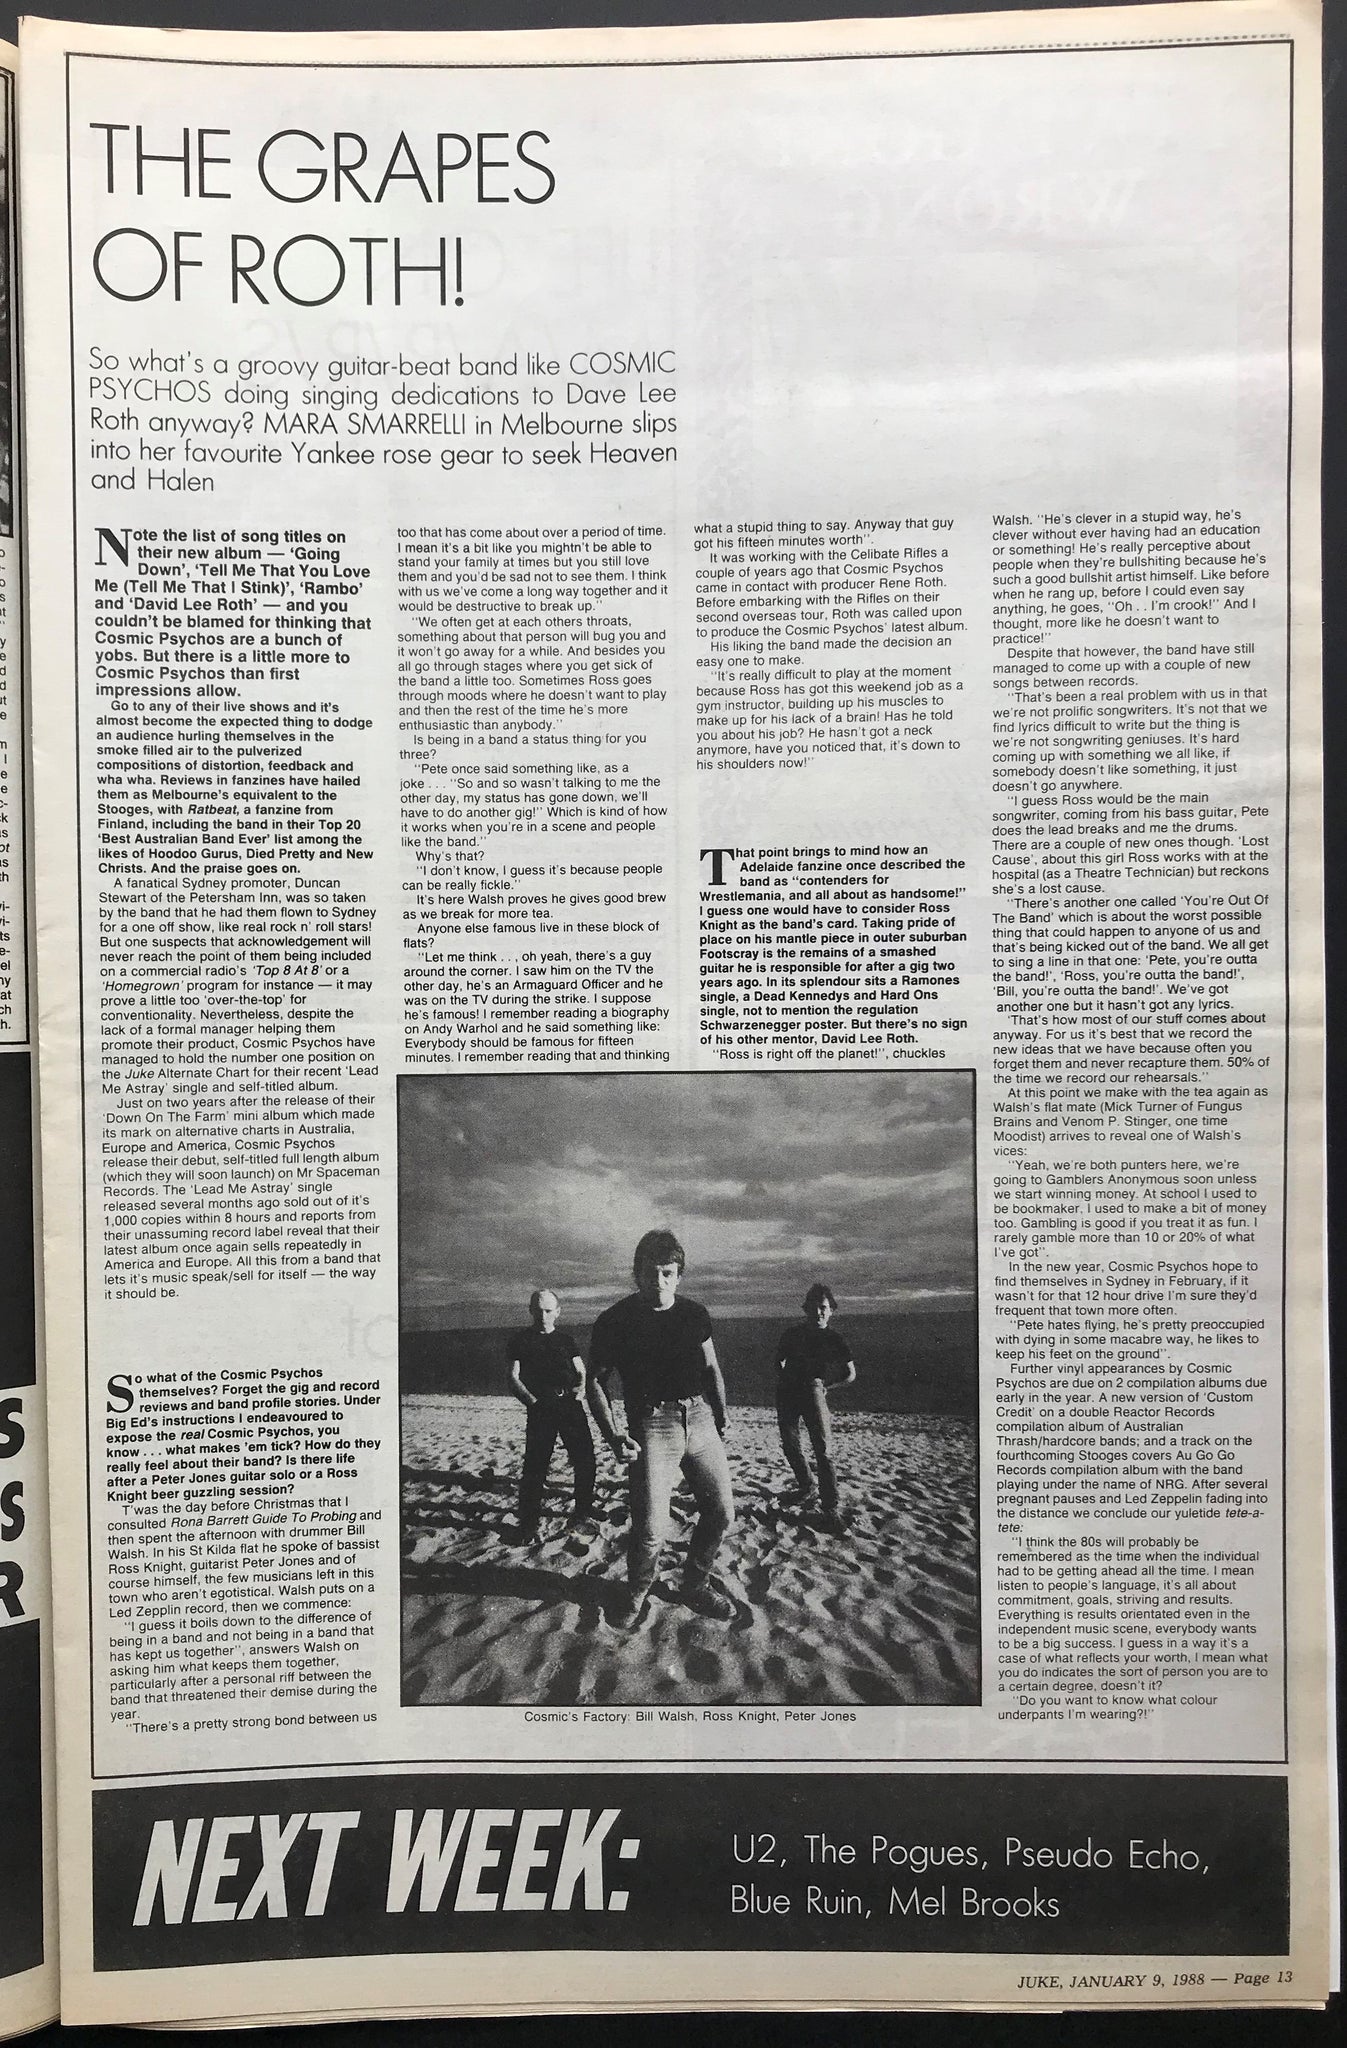 THE GRAPES
OF ROTH!
So what's a groovy guitar-beat band like COSMIC
PSYCHOS doing singing dedications to Dave Lee
Roth anyway? MARA SMARRELLI in Melbourne slips
into her favourite Yankee rose gear to seek Heaven
and Halen
Note the list of song titles on
their new album — 'Going
Down', 'Tell Me That You Love
Me (Tell Me That I Stink)', 'Rambo'
and 'David Lee Roth' — and you
couldn't be blamed for thinking that
Cosmic Psychos are a bunch of
yobs. But there is a little more to
Cosmic Psychos than first
impressions allow.
Go to any of their live shows and it's
almost become the expected thing to dodge
an audience hurling themselves in the
smoke filled air to the pulverized
compositions of distortion, feedback and
wha wha. Reviews in fanzines have hailed
them as Melbourne's equivalent to the
Stooges, with Ratbeat, a fanzine from
Finland, including the band in their Top 20
'Best Australian Band Ever' list among the
likes of Hoodoo Gurus, Died Pretty and New
Christs. And the praise goes on.
A fanatical Sydney promoter, Duncan
Stewart of the Petersham Inn, was so taken
by the band that he had them flown to Sydney
for a one off show, like real rock n' roll stars!
But one suspects that acknowledgement will
never reach the point of them being included
on a commercial radio's 'Top 8 At 8' or a
'Homegrown' program for instance — it may
prove a little too 'over-the-top' for
conventionality. Nevertheless, despite the
lack of a formal manager helping them
promote their product, Cosmic Psychos have
managed to hold the number one position on
the Juke Alternate Chart for their recent 'Lead
Me Astray' single and self-titled album.
Just on two years after the release of their
'Down On The Farm' mini album which made
its mark on alternative charts in Australia,
Europe and America, Cosmic Psychos
release their debut, self-titled full length album
(which they will soon launch) on Mr Spaceman
Records. The 'Lead Me Astray' single
released several months ago sold out of it's
1,000 copies within 8 hours and reports from
their unassuming record label reveal that their
latest album once again sells repeatedly in
America and Europe. All this from a band that
lets it's music speak/sell for itself — the way
it should be.
So what of the Cosmic Psychos
themselves? Forget the gig and record
reviews and band profile stories. Under
Big Ed's instructions I endeavoured to
expose the real Cosmic Psychos, you
know . . . what makes 'em tick? How do they
really feel about their band? Is there life
after a Peter Jones guitar solo or a Ross
Knight beer guzzling session?
T'was the day before Christmas that I
consulted Rona Barrett Guide To Probing and
then spent the afternoon with drummer Bill
Walsh. In his St Kilda flat he spoke of bassist
Ross Knight, guitarist Peter Jones and of
course himself, the few musicians left in this
town who aren't egotistical. Walsh puts on a
Led Zepplin record, then we commence:
"I guess it boils down to the difference of
being in a band and not being in a band that
has kept us together", answers Walsh on
asking him what keeps them together,
particularly after a personal riff between the
band that threatened their demise during the
year.
"There's a pretty strong bond between us
too that has come about over a period of time.
I mean it's a bit like you mightn't be able to
stand your family at times but you still love
them and you'd be sad not to see them. I think
with us we've come a long way together and it
would be destructive to break up."
"We often get at each others throats,
something about that person will bug you and
it won't go away for a while. And besides you
all go through stages where you get sick of
the band a little too. Sometimes Ross goes
through moods where he doesn't want to play
and then the rest of the time he's more
enthusiastic than anybody."
Is being in a band a status thing for you
three?
"Pete once said something like, as a
joke . . . "So and so wasn't talking to me the
other day, my status has gone down, we'll
have to do another gig!" Which is kind of how
it works when you're in a scene and people
like the band."
Why's that?
"I don't know, I guess it's because people
can be really fickle."
It's here Walsh proves he gives good brew
as we break for more tea.
Anyone else famous live in these block of
flats?
"Let me think . . , oh yeah, there's a guy
around the corner. I saw him on the TV the
other day, he's an Armaguard Officer and he
was on the TV during the strike. I suppose
he's famous! I remember reading a biography
on Andy Warhol and he said something like:
Everybody should be famous for fifteen
minutes. I remember reading that and thinking
what a stupid thing to say. Anyway that guy
got his fifteen minutes worth".
It was working with the Celibate Rifles a
couple of years ago that Cosmic Psychos
came in contact with producer Rene Roth.
Before embarking with the Rifles on their
second overseas tour, Roth was called upon
to produce the Cosmic Psychos' latest album.
His liking the band made the decision an
easy one to make.
"It's really difficult to play at the moment
because Ross has got this weekend job as a
gym instructor, building up his muscles to
make up for his lack of a brain! Has he told
you about his job? He hasn't got a neck
anymore, have you noticed that, it's down to
his shoulders now!"
That point brings to mind how an
Adelaide fanzine once described the
band as "contenders for
Wrestlemania, and all about as handsome!"
I guess one would have to consider Ross
Knight as the band's card. Taking pride of
place on his mantle piece in outer suburban
Footscray is the remains of a smashed
guitar he is responsible for after a gig two
years ago. In its splendour sits a Ramones
single, a Dead Kennedys and Hard Ons
single, not to mention the regulation
Schwarzenegger poster. But there's no sign
of his other mentor, David Lee Roth.
"Ross is right off the planet!", chuckles
Walsh. "He's clever in a stupid way, he's
clever without ever having had an education
or something! He's really perceptive about
people when they're bullshitting because he's
such a good bullshit artist himself. Like before
when he rang up, before I could even say
anything, he goes, "Oh . . I'm crook!" And I
thought, more like he doesn't want to
practice!"
Despite that however, the band have still
managed to come up with a couple of new
songs between records.
"That's been a real problem with us in that
we're not prolific songwriters. It's not that we
find lyrics difficult to write but the thing is
we're not songwriting geniuses. It's hard
coming up with something we all like, if
somebody doesn't like something, it just
doesn't go anywhere.
"I guess Ross would be the main
songwriter, coming from his bass guitar, Pete
does the lead breaks and me the drums.
There are a couple of new ones though. 'Lost
Cause', about this girl Ross works with at the
hospital (as a Theatre Technician) but reckons
she's a lost cause.
"There's another one called 'You're Out Of
The Band' which is about the worst possible
thing that could happen to anyone of us and
that's being kicked out of the band. We all get
to sing a line in that one: 'Pete, you're outta
the band!', 'Ross, you're outta the band!',
'Bill, you're outta the band!'. We've got
another one but it hasn't got any lyrics.
'That's how most of our stuff comes about
anyway. For us it's best that we record the
new ideas that we have because often you
forget them and never recapture them. 50% of
the time we record our rehearsals."
At this point we make with the tea again as
Walsh's flat mate (Mick Turner of Fungus
Brains and Venom P. Stinger, one time
Moodist) arrives to reveal one of Walsh's
vices:
"Yeah, we're both punters here, we're
going to Gamblers Anonymous soon unless
we start winning money. At school I used to
be bookmaker, I used to make a bit of money
too. Gambling is good if you treat it as fun. I
rarely gamble more than 10 or 20% of what
I've got".
In the new year, Cosmic Psychos hope to
find themselves in Sydney in February, if it
wasn't for that 12 hour drive I'm sure they'd
frequent that town more often.
"Pete hates flying, he's pretty preoccupied
with dying in some macabre way, he likes to
keep his feet on the ground".
Further vinyl appearances by Cosmic
Psychos are due on 2 compilation albums due
early in the year. A new version of 'Custom
Credit' on a double Reactor Records
compilation album of Australian
Thrash/hardcore bands; and a track on the
fourthcoming Stooges covers Au Go Go
Records compilation album with the band
playing under the name of NRG. After several
pregnant pauses and Led Zeppelin fading into
the distance we conclude our yuletide tete-a-
tete:
"I think the 80s will probably be
remembered as the time when the individual
had to be getting ahead all the time. I mean
listen to people's language, it's all about
commitment, goals, striving and results.
Everything is results orientated even in the
independent music scene, everybody wants
to be a big success. I guess in a way it's a
case of what reflects your worth, I mean what
you do indicates the sort of person you are to
a certain degree, doesn't it?
"Do you want to know what colour
underpants I'm wearing?!"
Cosmic's Factory: Bill Walsh, Ross Knight, Peter Jones
NEXT WEEK:
U2, The Pogues, Pseudo Echo,
Blue Ruin, Mel Brooks
JUKE, JANUARY 9, 1988 — Page 13